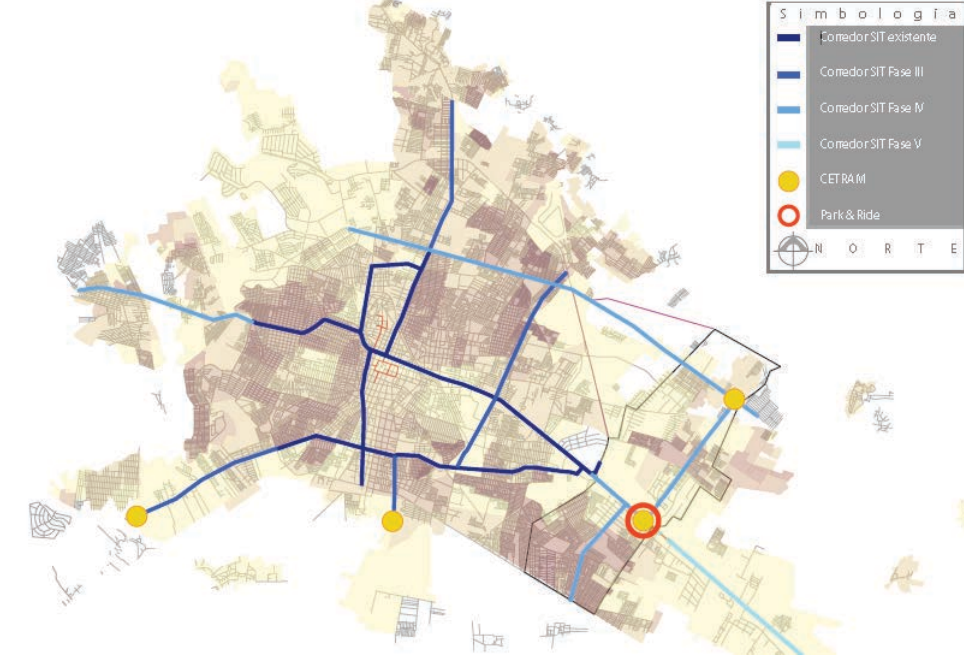 Simbología
Corredor SIT existente
Corredor SIT Fase III
Corredor SIT Fase IV
Corredor SIT Fase V
CETRAM
Park & Ride
NORTE